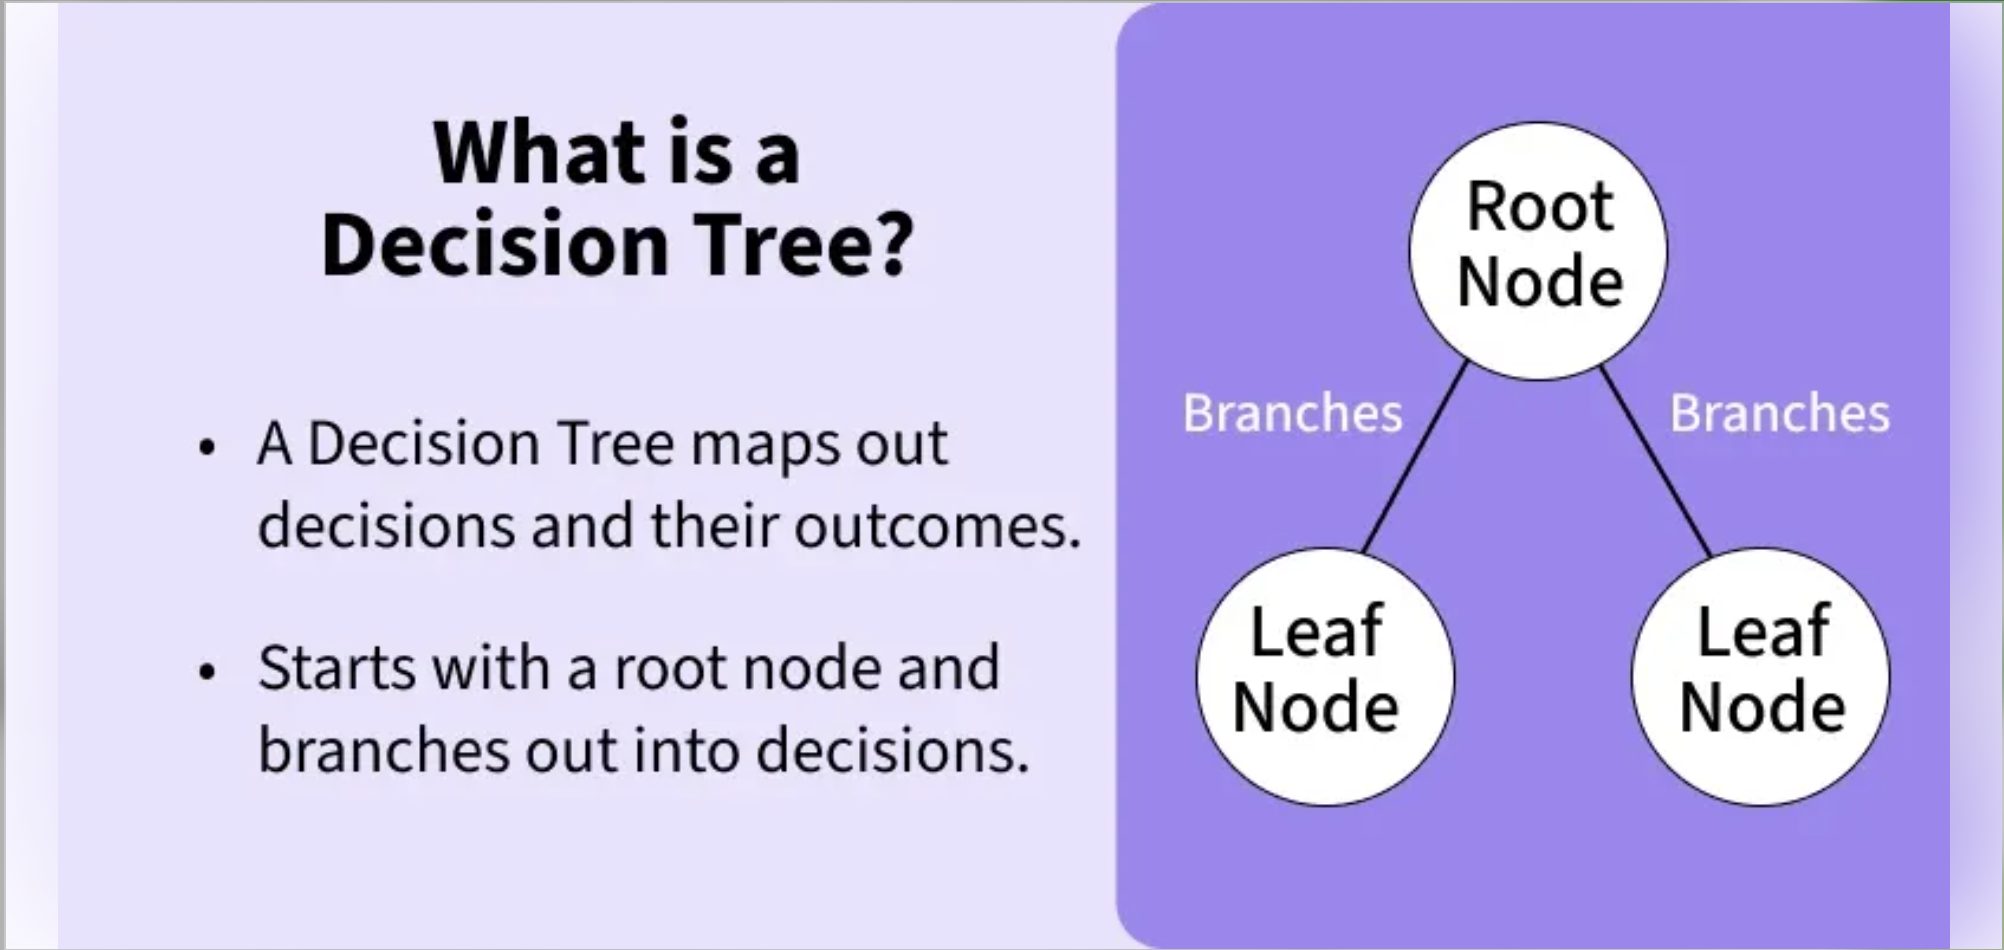 What is a
Decision Tree?
• A Decision Tree maps out
decisions and their outcomes.
• Starts with a root node and
branches out into decisions.
Root
Node
Branches
Branches
Leaf
Node
Leaf
Node